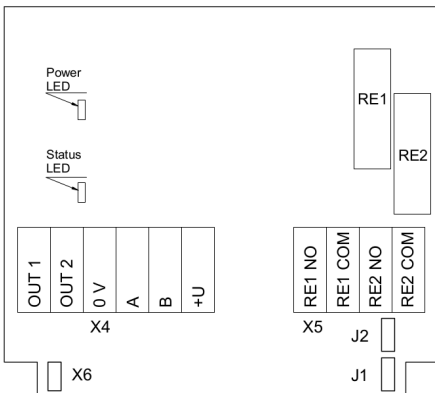 Power
LED
Status
LED
RE1
RE2
OUT 1
OUT 2
0 V
A
B
+U
RE1 NO
RE1 COM
RE2 NO
RE2 COM
X4
X5
J2
X6
J1